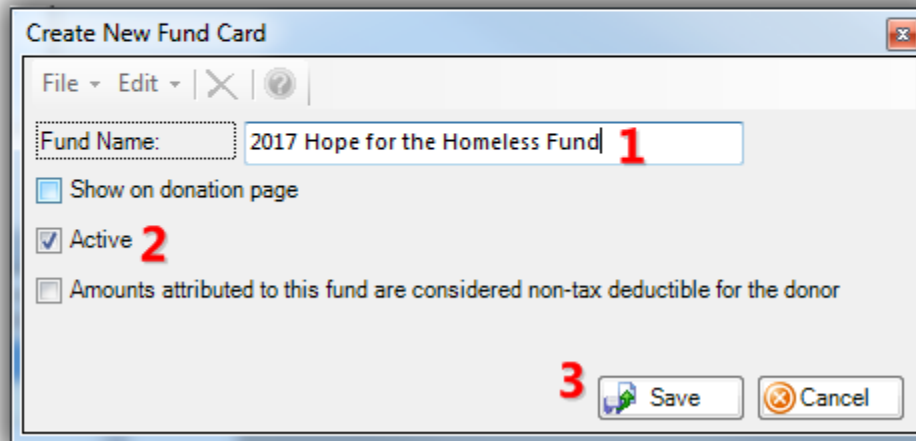 Create New Fund Card
File Edit
Fund Name: 2017 Hope for the Homeless Fund 1
Show on donation page
Active 2
Amounts attributed to this fund are considered non-tax deductible for the donor
3 Save Cancel